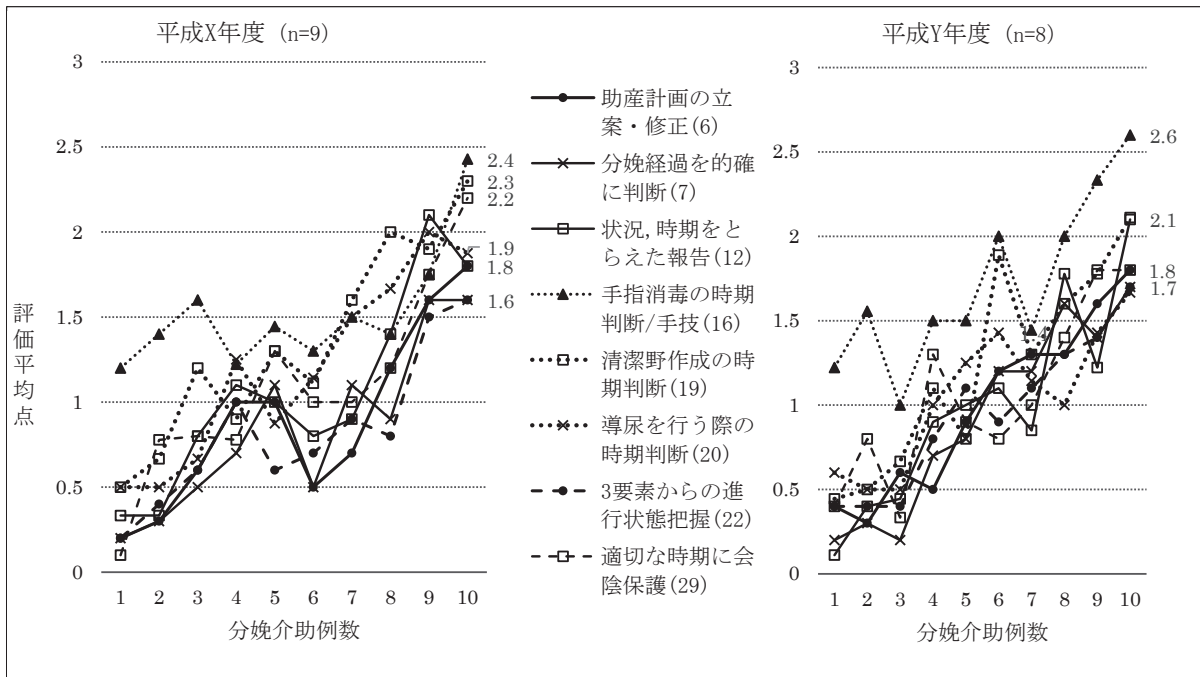 平成X年度 (n=9)
3
2.5
2
1.5
1
0.5
0
評価平均点
1 2 3 4 5 6 7 8 9 10
分娩介助例数
2.4
2.3
2.2
1.9
1.8
1.6
助産計画の立
案・修正(6)
分娩経過を的確
に判断(7)
状況,時期をと
らえた報告(12)
手指消毒の時期
判断/手技(16)
清潔野作成の時
期判断(19)
導尿を行う際の
時期判断(20)
3要素からの進
行状態把握(22)
適切な時期に会
陰保護(29)
平成Y年度 (n=8)
3
2.5
2
1.5
1
0.5
0
1 2 3 4 5 6 7 8 9 10
分娩介助例数
2.6
2.1
1.8
1.7